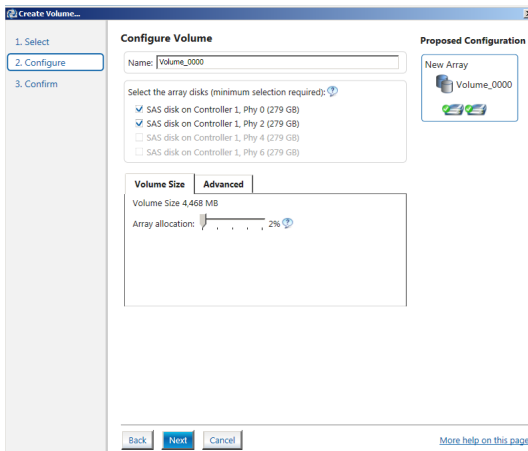 Create Volume...
1. Select
2. Configure
3. Confirm
Configure Volume
Name: Volume_0000
Select the array disks (minimum selection required):
SAS disk on Controller 1, Phy 0 (279 GB)
SAS disk on Controller 1, Phy 2 (279 GB)
SAS disk on Controller 1, Phy 4 (279 GB)
SAS disk on Controller 1, Phy 6 (279 GB)
Volume Size Advanced
Volume Size 4,468 MB
Array allocation: 2%
Proposed Configuration
New Array
Volume_0000
Back Next Cancel
More help on this page